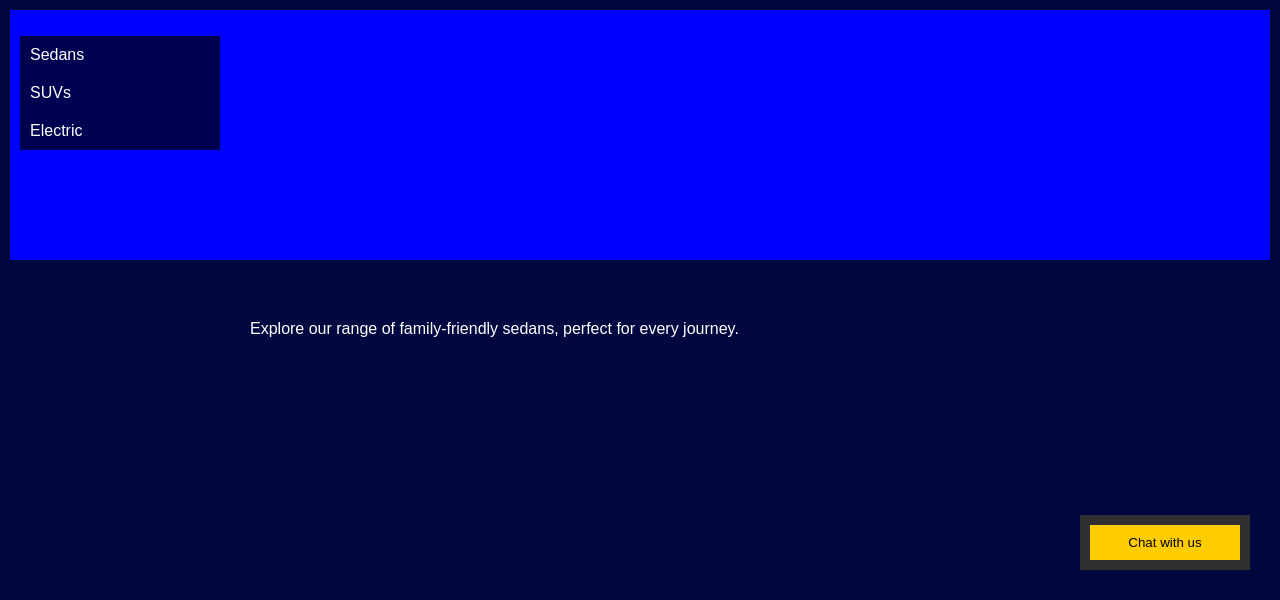 Sedans
SUVs
Electric
Explore our range of family-friendly sedans, perfect for every journey.
Chat with us